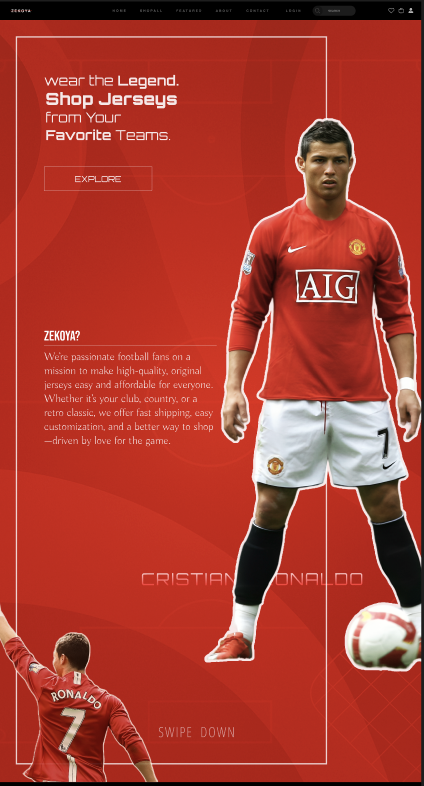 ZEKOYA
HOME SHOPALL FEATURED ABOUT CONTACT LOGIN
wear the Legend.
Shop Jerseys
from Your
Favorite Teams.
EXPLORE
AIG
7
ZEKOYA?
We're passionate football fans on a
mission to make high-quality, original
jerseys easy and affordable for everyone.
Whether it's your club, country, or a
retro classic, we offer fast shipping, easy
customization, and a better way to shop
—driven by love for the game.
CRISTIAN ONALDO
RONALDO
7
SWIPE DOWN